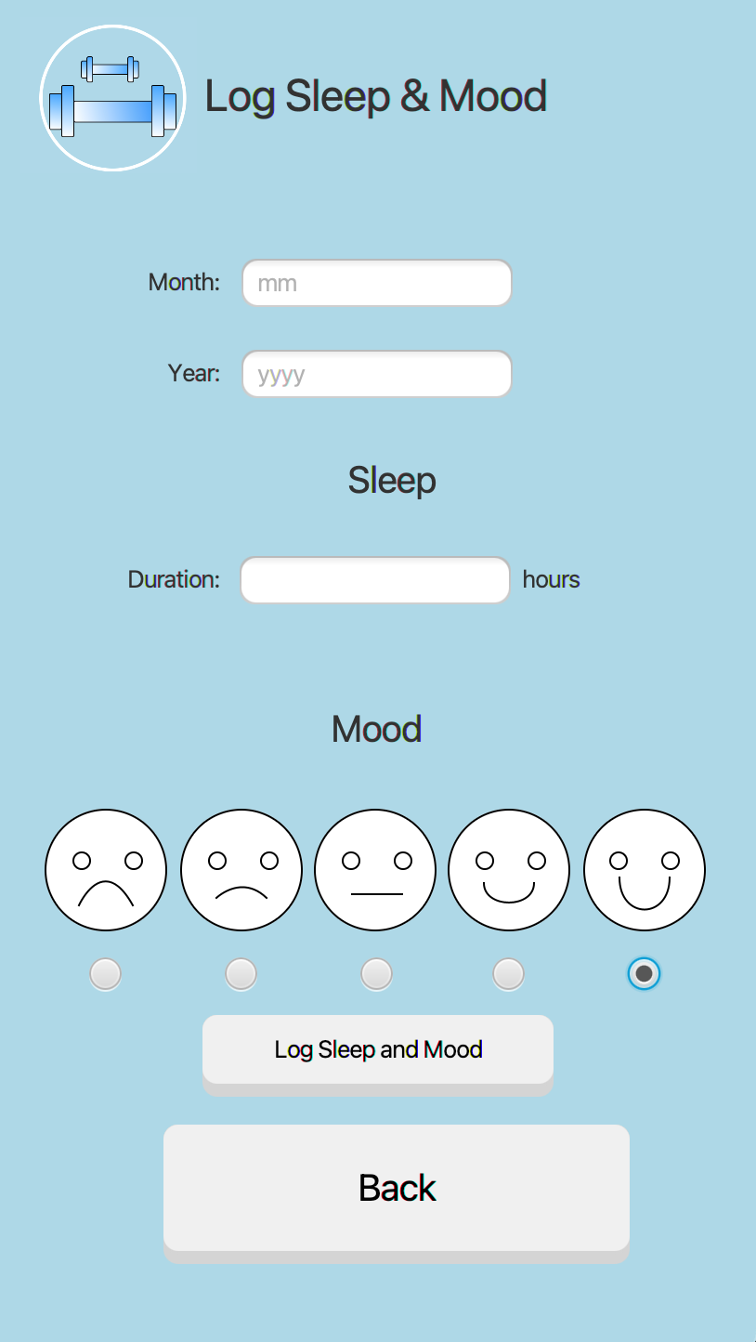 Log Sleep & Mood
Month: mm
Year: yyyy
Sleep
Duration: hours
Mood
Log Sleep and Mood
Back